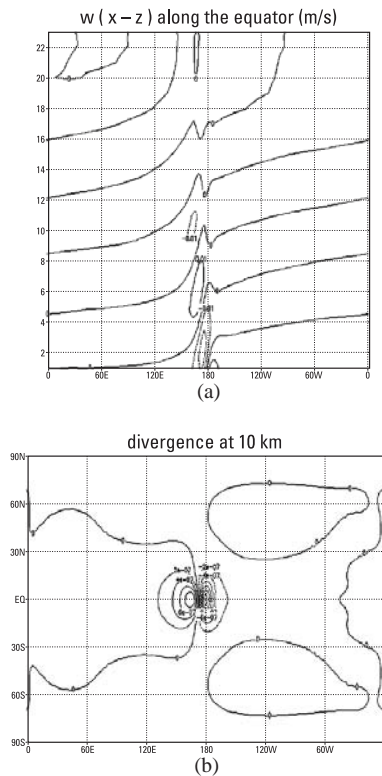 w ( x – z ) along the equator (m/s)
22
20
18
16
14
12
10
8
6
4
2
0 60E 120E 180 120W 60W 0
(a)
divergence at 10 km
90N
60N
30N
EQ
30S
60S
90S
0 60E 120E 180 120W 60W
(b)